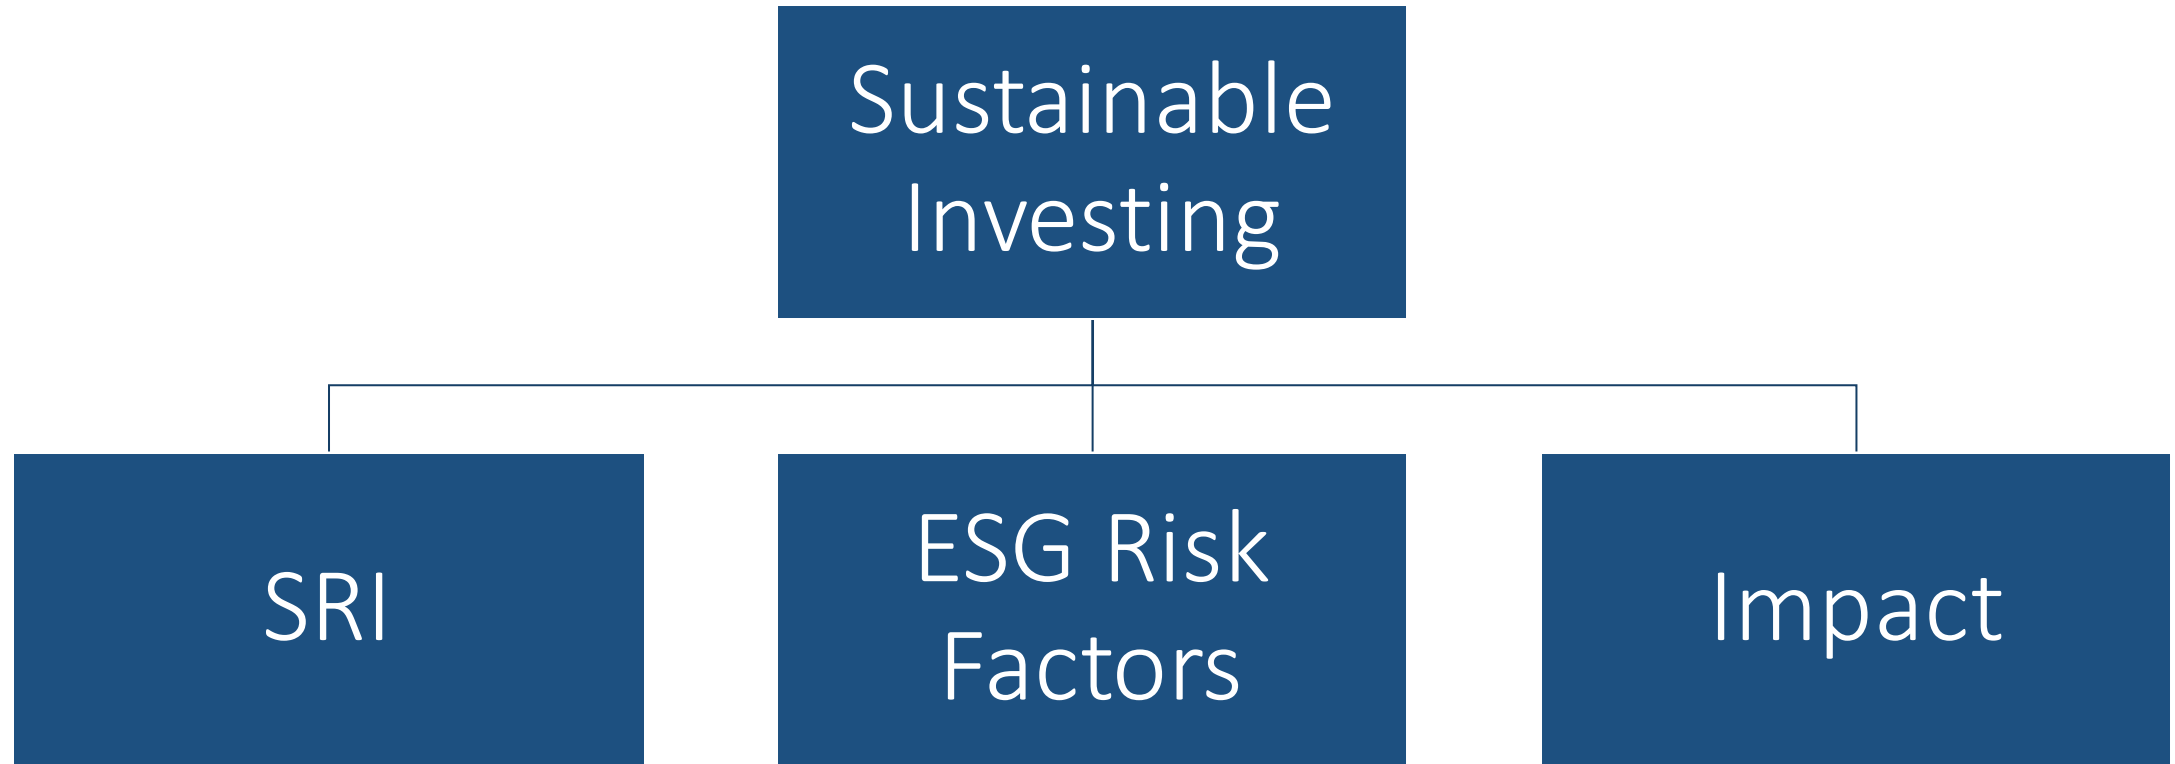 Sustainable
Investing
SRI
ESG Risk
Factors
Impact